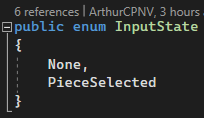 6 references | ArthurCPNV, 3 hours a
public enum InputState
{
None,
PieceSelected
}